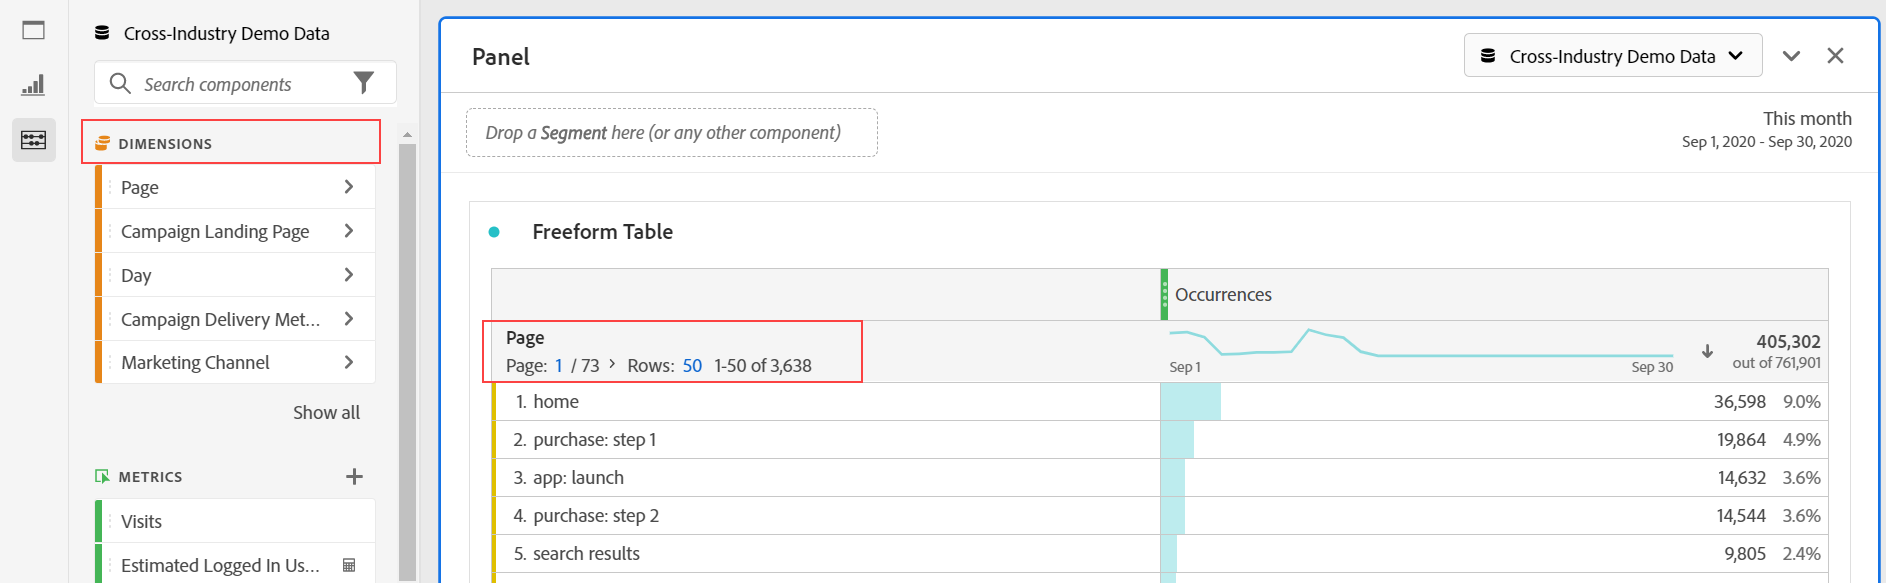 Cross-Industry Demo Data
Search components
DIMENSIONS
Page
Campaign Landing Page
Day
Campaign Delivery Met...
Marketing Channel
Show all
METRICS
Visits
Estimated Logged In Us...
Panel
Cross-Industry Demo Data
Drop a Segment here (or any other component)
This month
Sep 1, 2020 - Sep 30, 2020
Freeform Table
Occurrences
Page
Page: 1 / 73 > Rows: 50 1-50 of 3,638
Sep 1
Sep 30
405,302
out of 761,901
1. home 36,598 9.0%
2. purchase: step 1 19,864 4.9%
3. app: launch 14,632 3.6%
4. purchase: step 2 14,544 3.6%
5. search results 9,805 2.4%